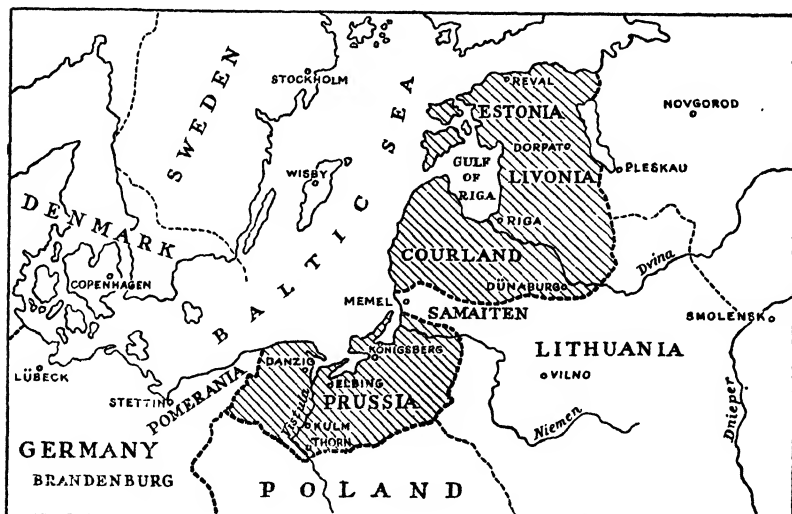 STOCKHOLM
SWEDEN
BALTIC SEA
REVAL
ESTONIA
NOVGOROD
DORPAT
PLESKAU
GULF
OF
RIGA
LIVONIA
WISBY
DENMARK
RIGA
COURLAND
COPENHAGEN
DÜNABURG
Dvina
MEMEL
SAMAITEN
SMOLENSK
LITHUANIA
KÖNIGSBERG
DANZIG
LÜBECK
VILNO
ELBING
PRUSSIA
STETTIN
POMERANIA
Vistula
KULM
THORN
Niemen
Dnieper
GERMANY
BRANDENBURG
POLAND